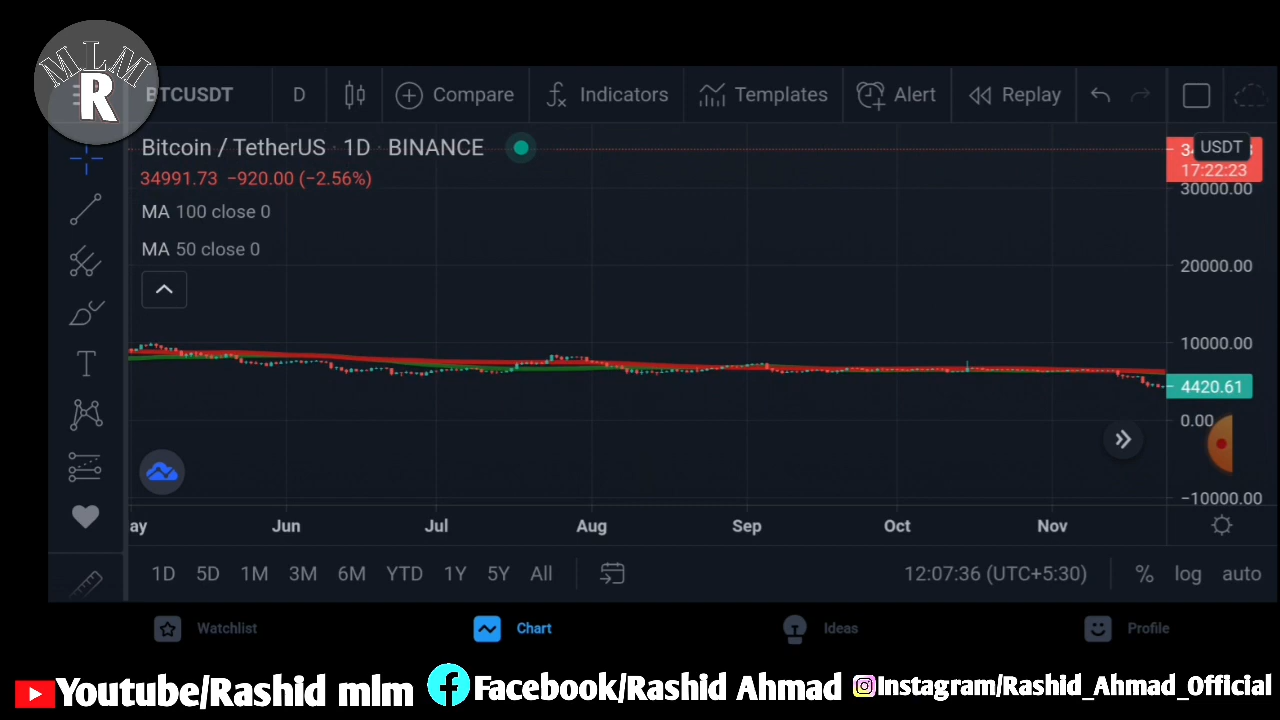 MLM
R
BTCUSDT D Compare Indicators Templates Alert Replay
Bitcoin / TetherUS · 1D · BINANCE
USDT
34991.73 −920.00 (−2.56%)
17:22:23
MA 100 close 0
MA 50 close 0
30000.00
20000.00
10000.00
4420.61
0.00
−10000.00
ay Jun Jul Aug Sep Oct Nov
1D 5D 1M 3M 6M YTD 1Y 5Y All 12:07:36 (UTC+5:30) % log auto
Watchlist Chart Ideas Profile
Youtube/Rashid mlm Facebook/Rashid Ahmad Instagram/Rashid_Ahmad_Official